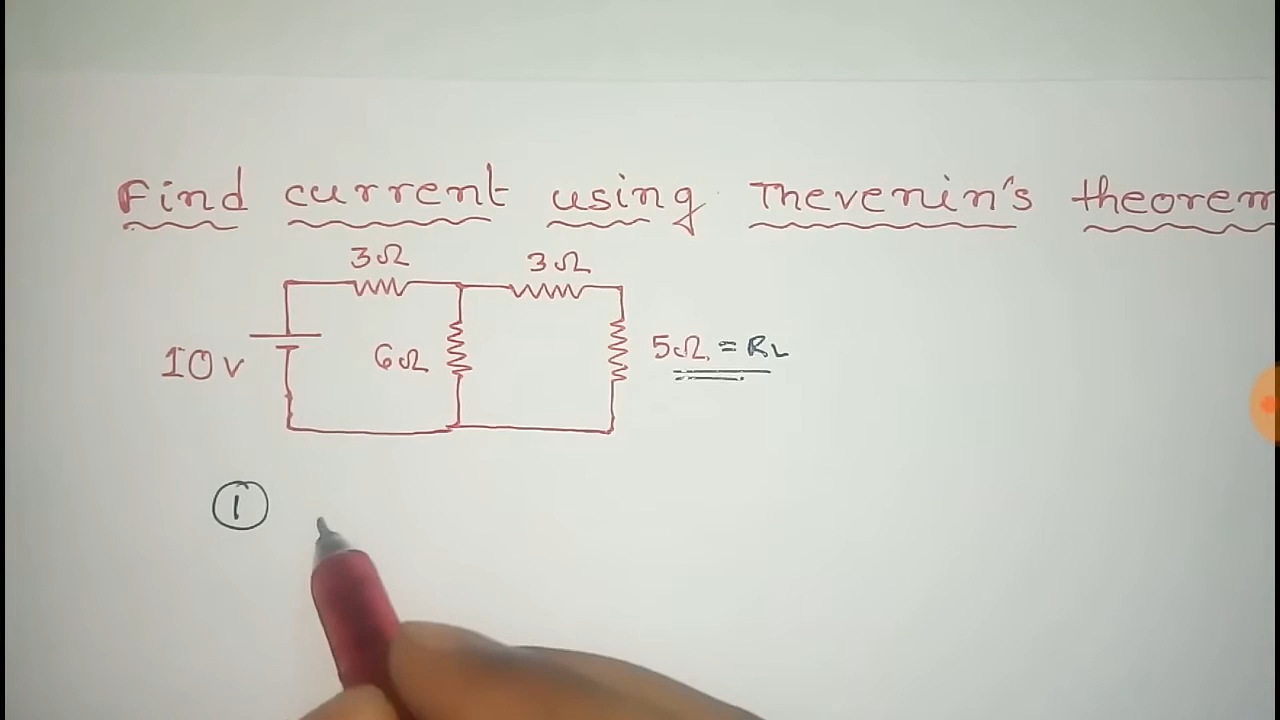 Find current using Thevenin's theorem
3Ω 3Ω
10V 6Ω 5Ω = RL
1